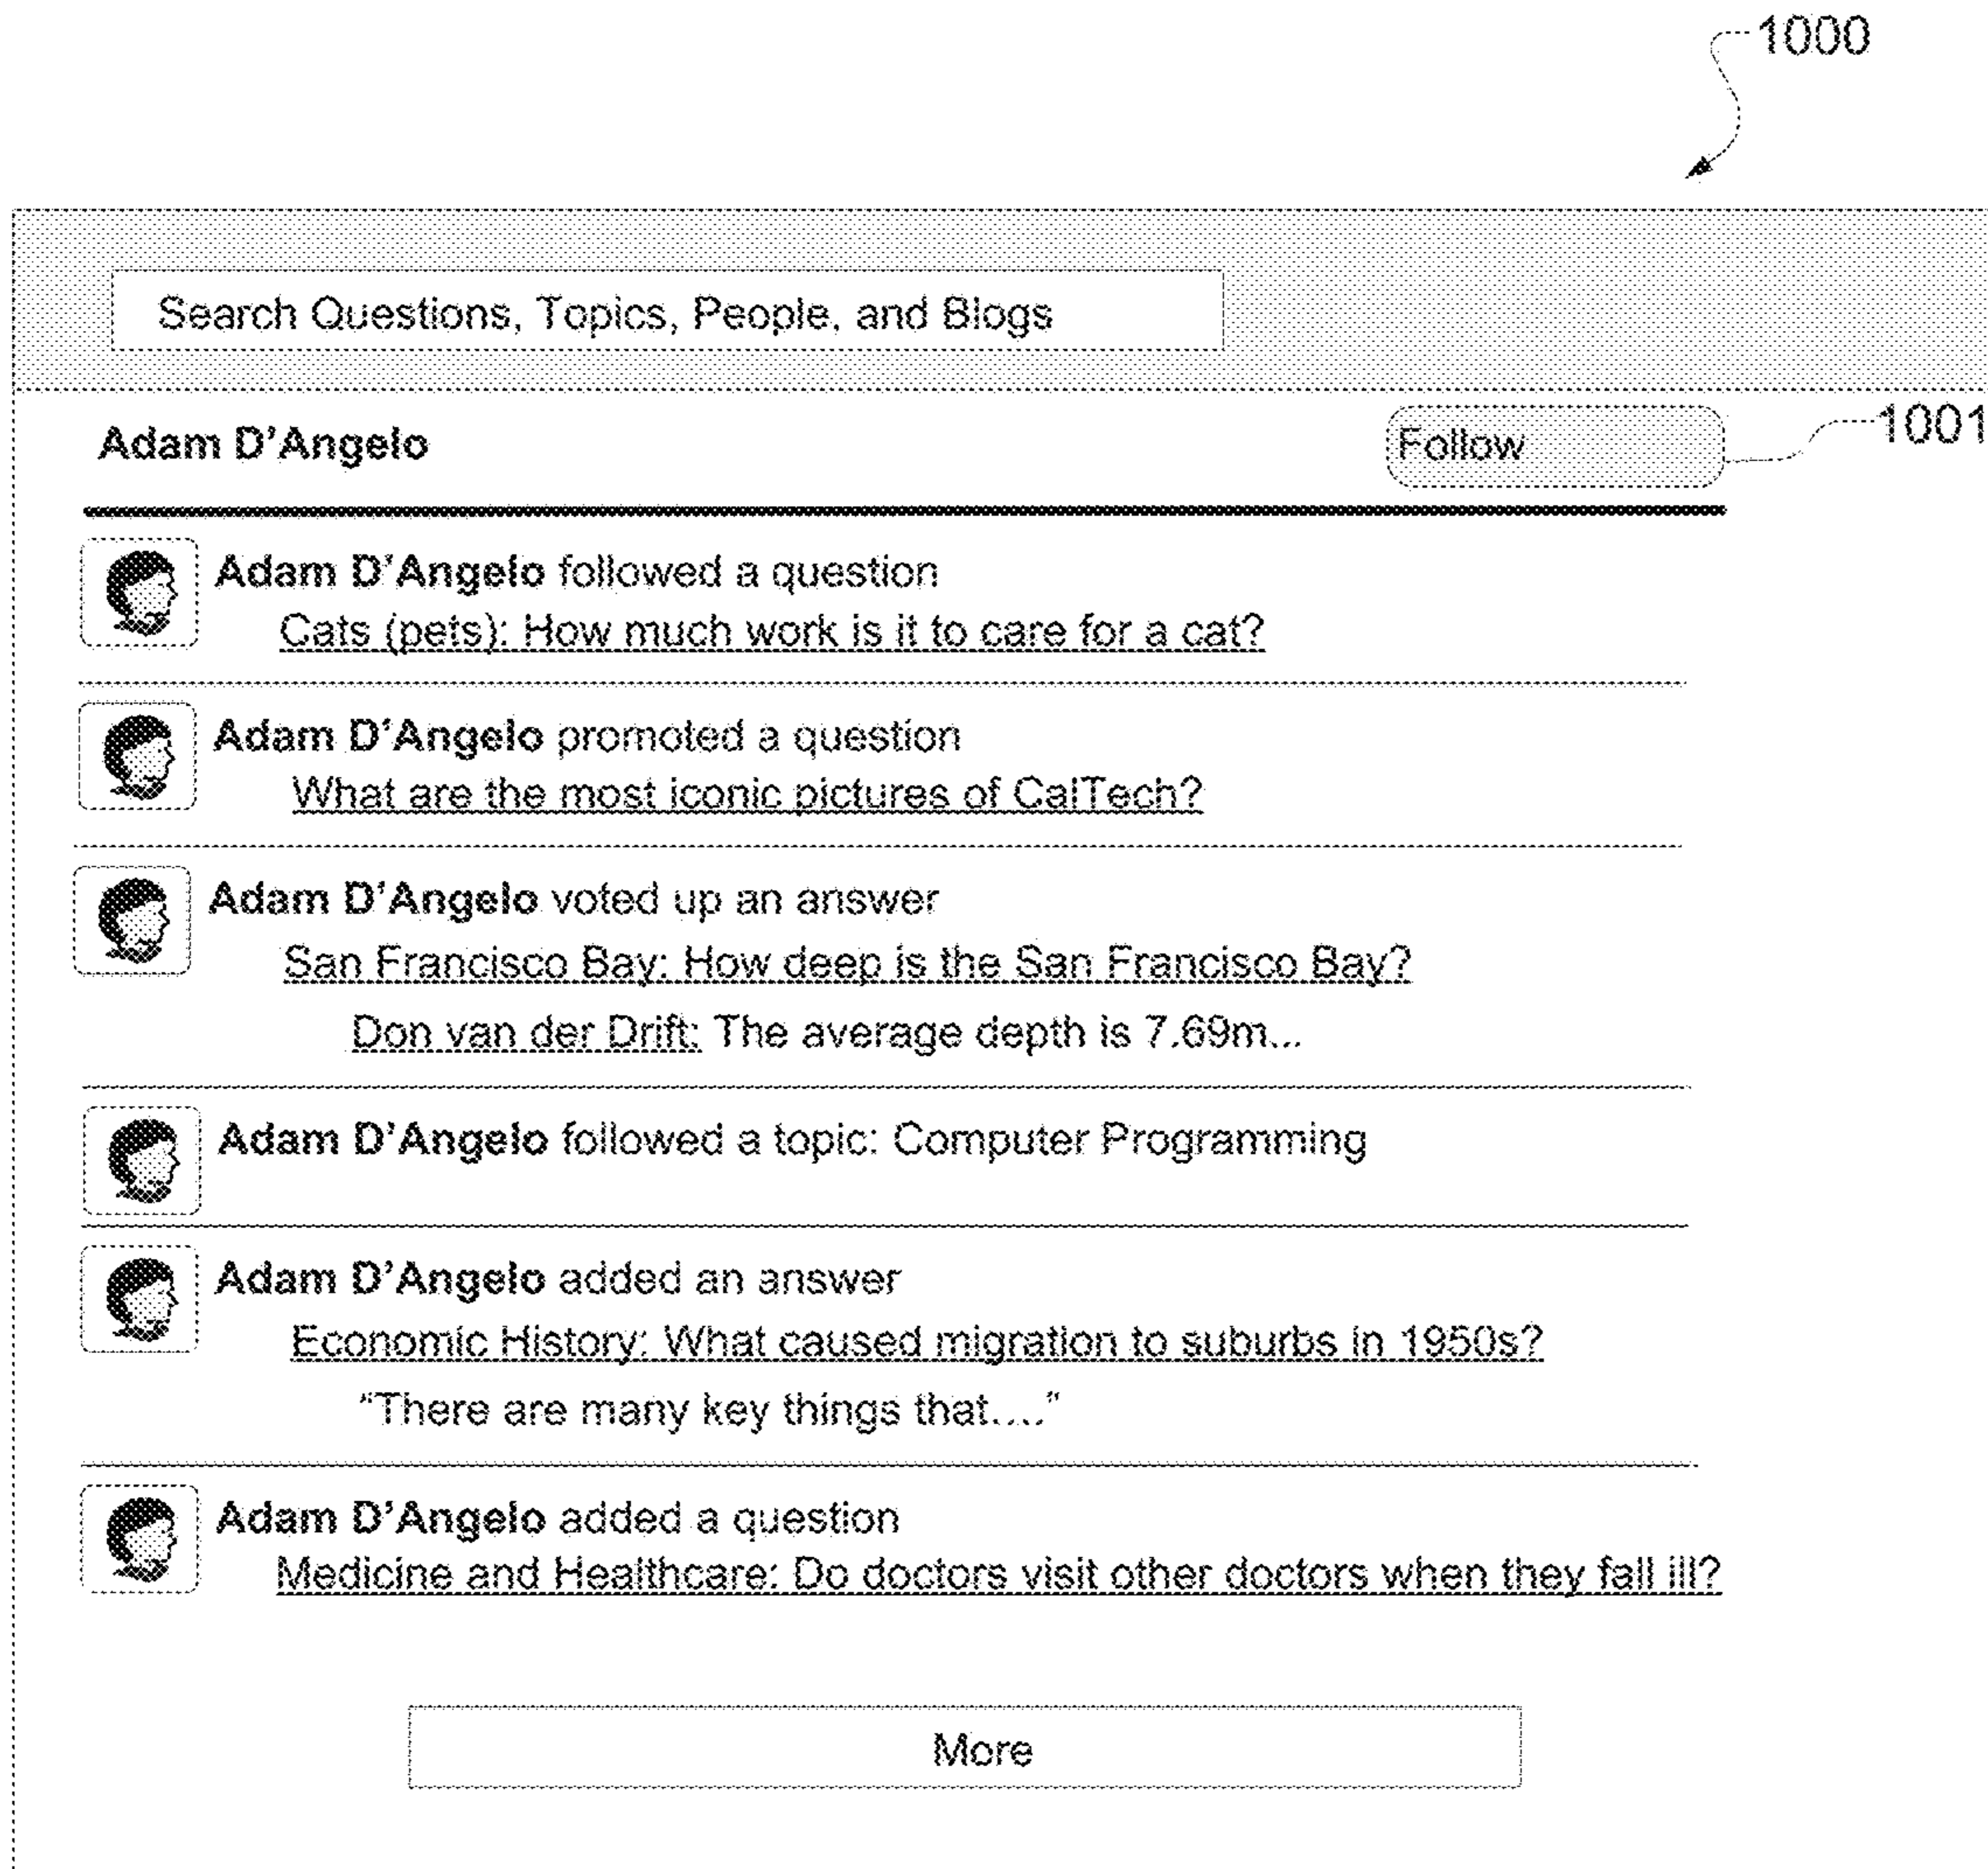 1000
Search Questions, Topics, People, and Blogs
Adam D'Angelo
Follow
1001
Adam D'Angelo followed a question
Cats (pets): How much work is it to care for a cat?
Adam D'Angelo promoted a question
What are the most iconic pictures of CalTech?
Adam D'Angelo voted up an answer
San Francisco Bay: How deep is the San Francisco Bay?
Don van der Drift: The average depth is 7.69m...
Adam D'Angelo followed a topic: Computer Programming
Adam D'Angelo added an answer
Economic History: What caused migration to suburbs in 1950s?
“There are many key things that....”
Adam D'Angelo added a question
Medicine and Healthcare: Do doctors visit other doctors when they fall ill?
More